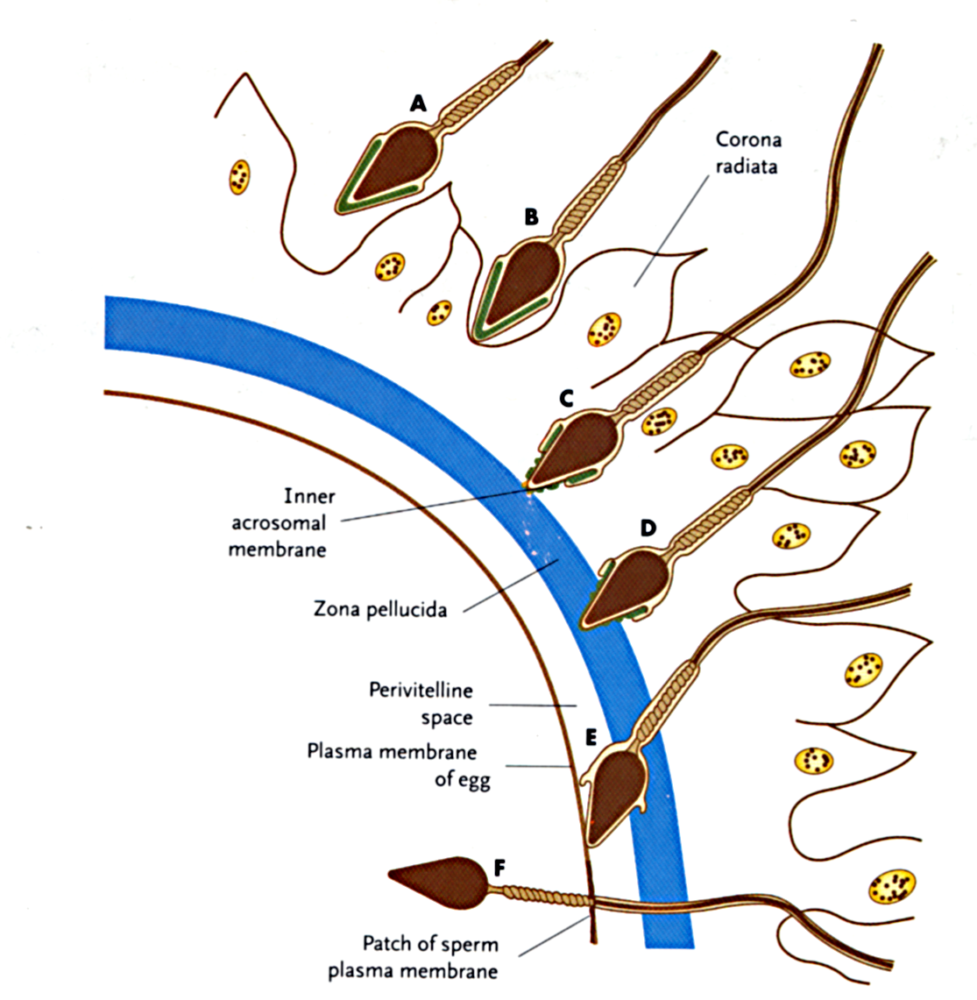 A
Corona
radiata
B
C
Inner
acrosomal
membrane
D
Zona pellucida
Perivitelline
space
E
Plasma membrane
of egg
F
Patch of sperm
plasma membrane